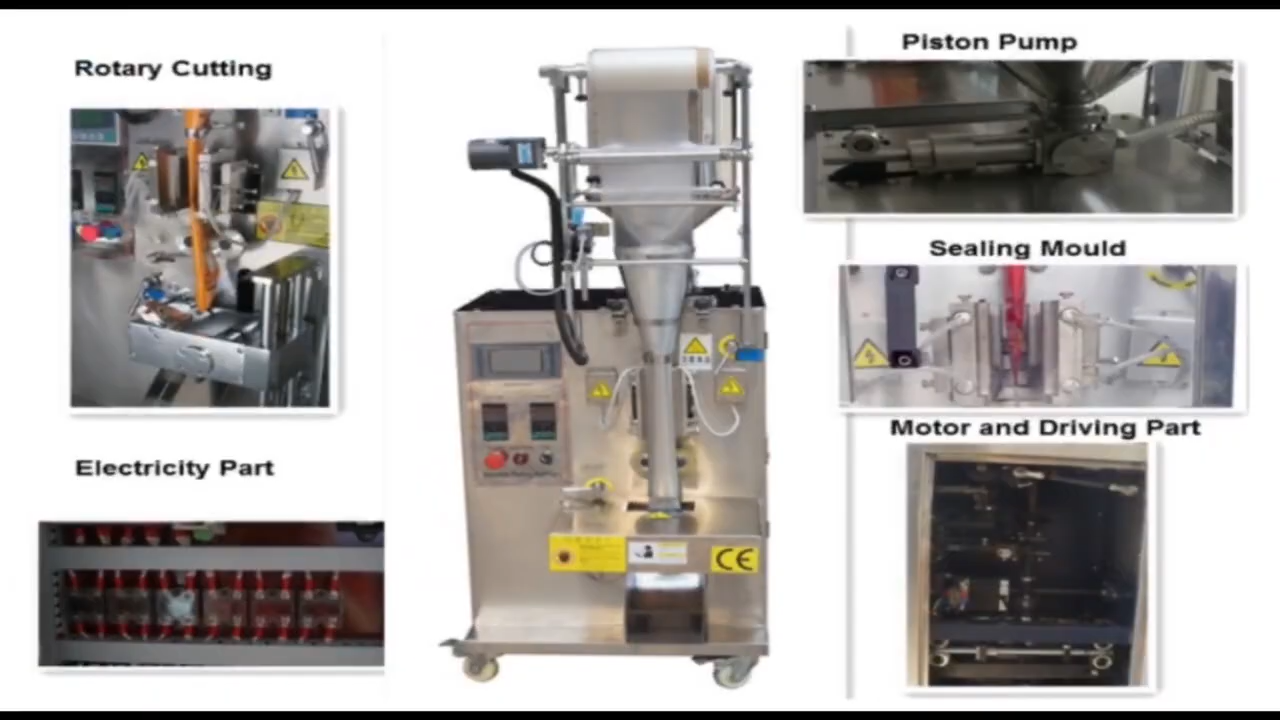 Rotary Cutting
Piston Pump
Sealing Mould
Motor and Driving Part
Electricity Part
CE